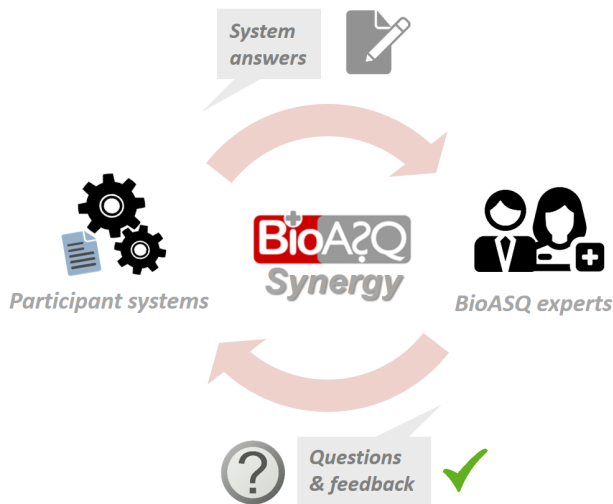 System
answers
BioASQ
Synergy
Participant systems
BioASQ experts
?
Questions
& feedback